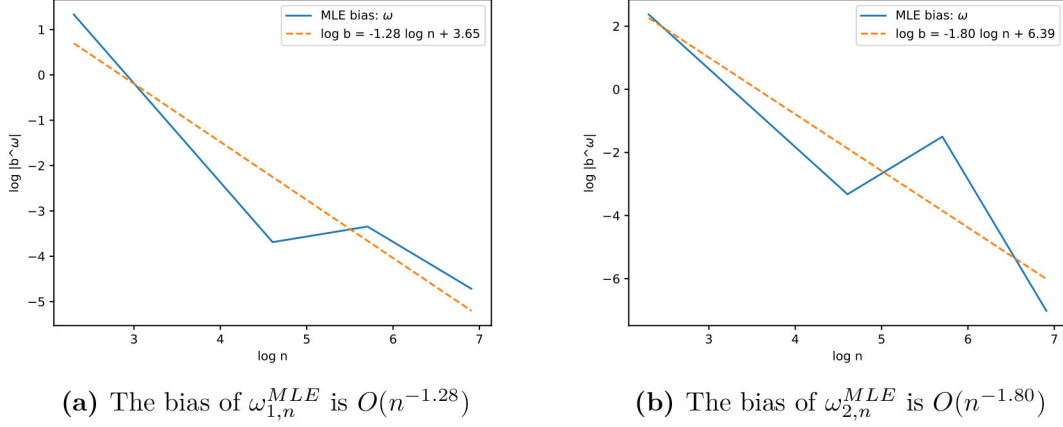 MLE bias: ω
log b = -1.28 log n + 3.65
1
0
−1
−2
−3
−4
−5
log |b^ω|
3 4 5 6 7
log n
(a) The bias of ω_{1,n}^{MLE} is O(n^{-1.28})
MLE bias: ω
log b = -1.80 log n + 6.39
2
0
−2
−4
−6
log |b^ω|
3 4 5 6 7
log n
(b) The bias of ω_{2,n}^{MLE} is O(n^{-1.80})